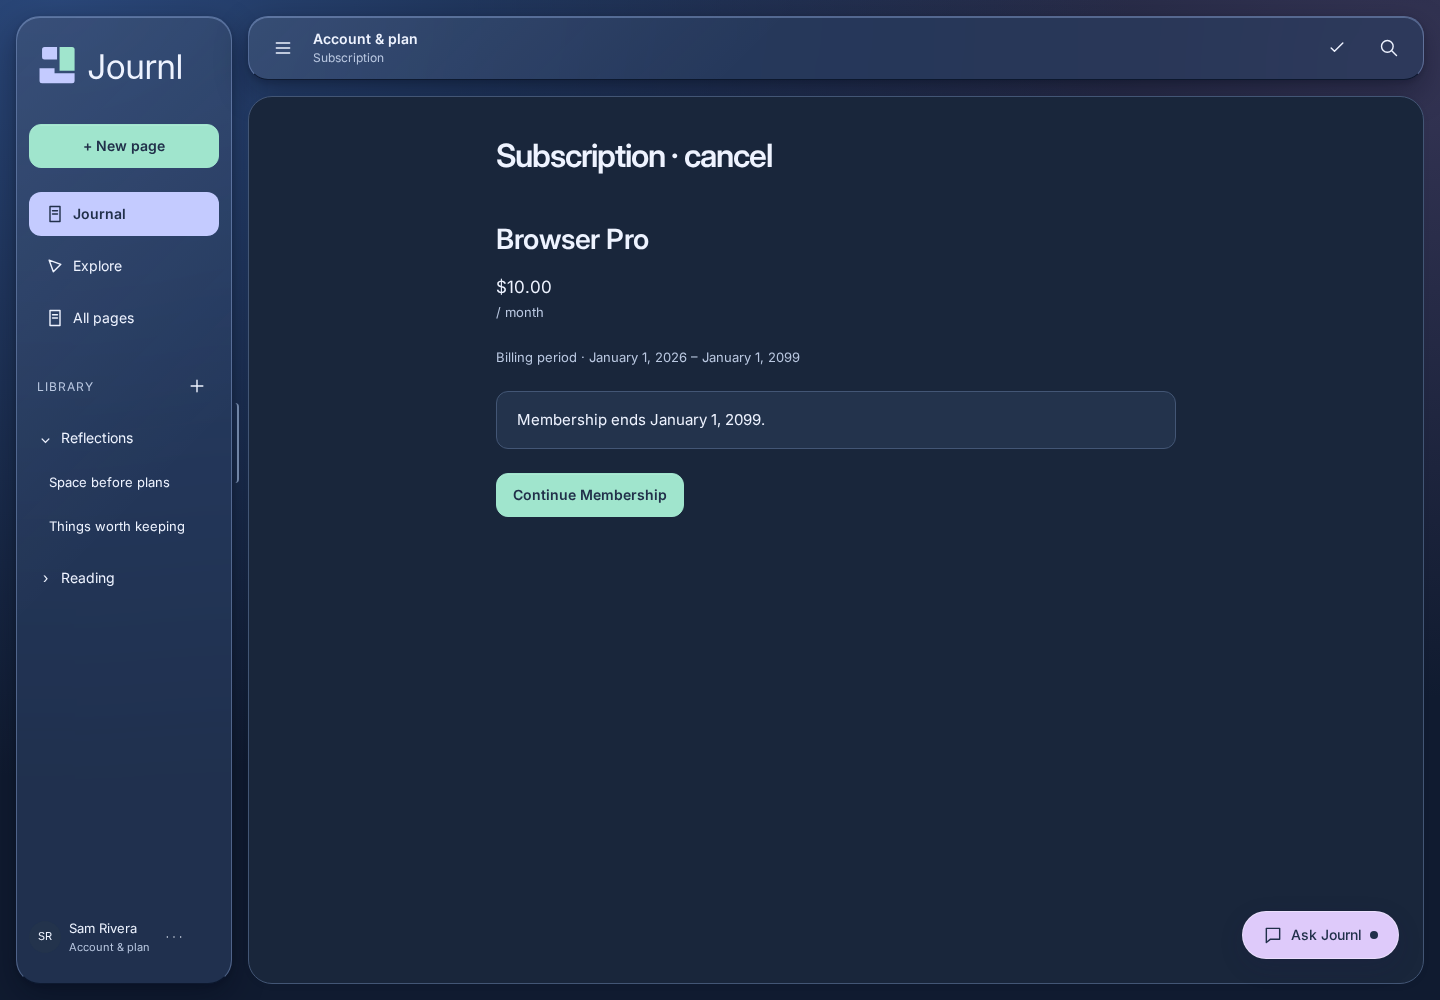 Journl
+ New page
Journal
Explore
All pages
LIBRARY
Reflections
Space before plans
Things worth keeping
Reading
SR
Sam Rivera
Account & plan
...
Account & plan
Subscription
Subscription · cancel
Browser Pro
$10.00
/ month
Billing period · January 1, 2026 – January 1, 2099
Membership ends January 1, 2099.
Continue Membership
Ask Journl